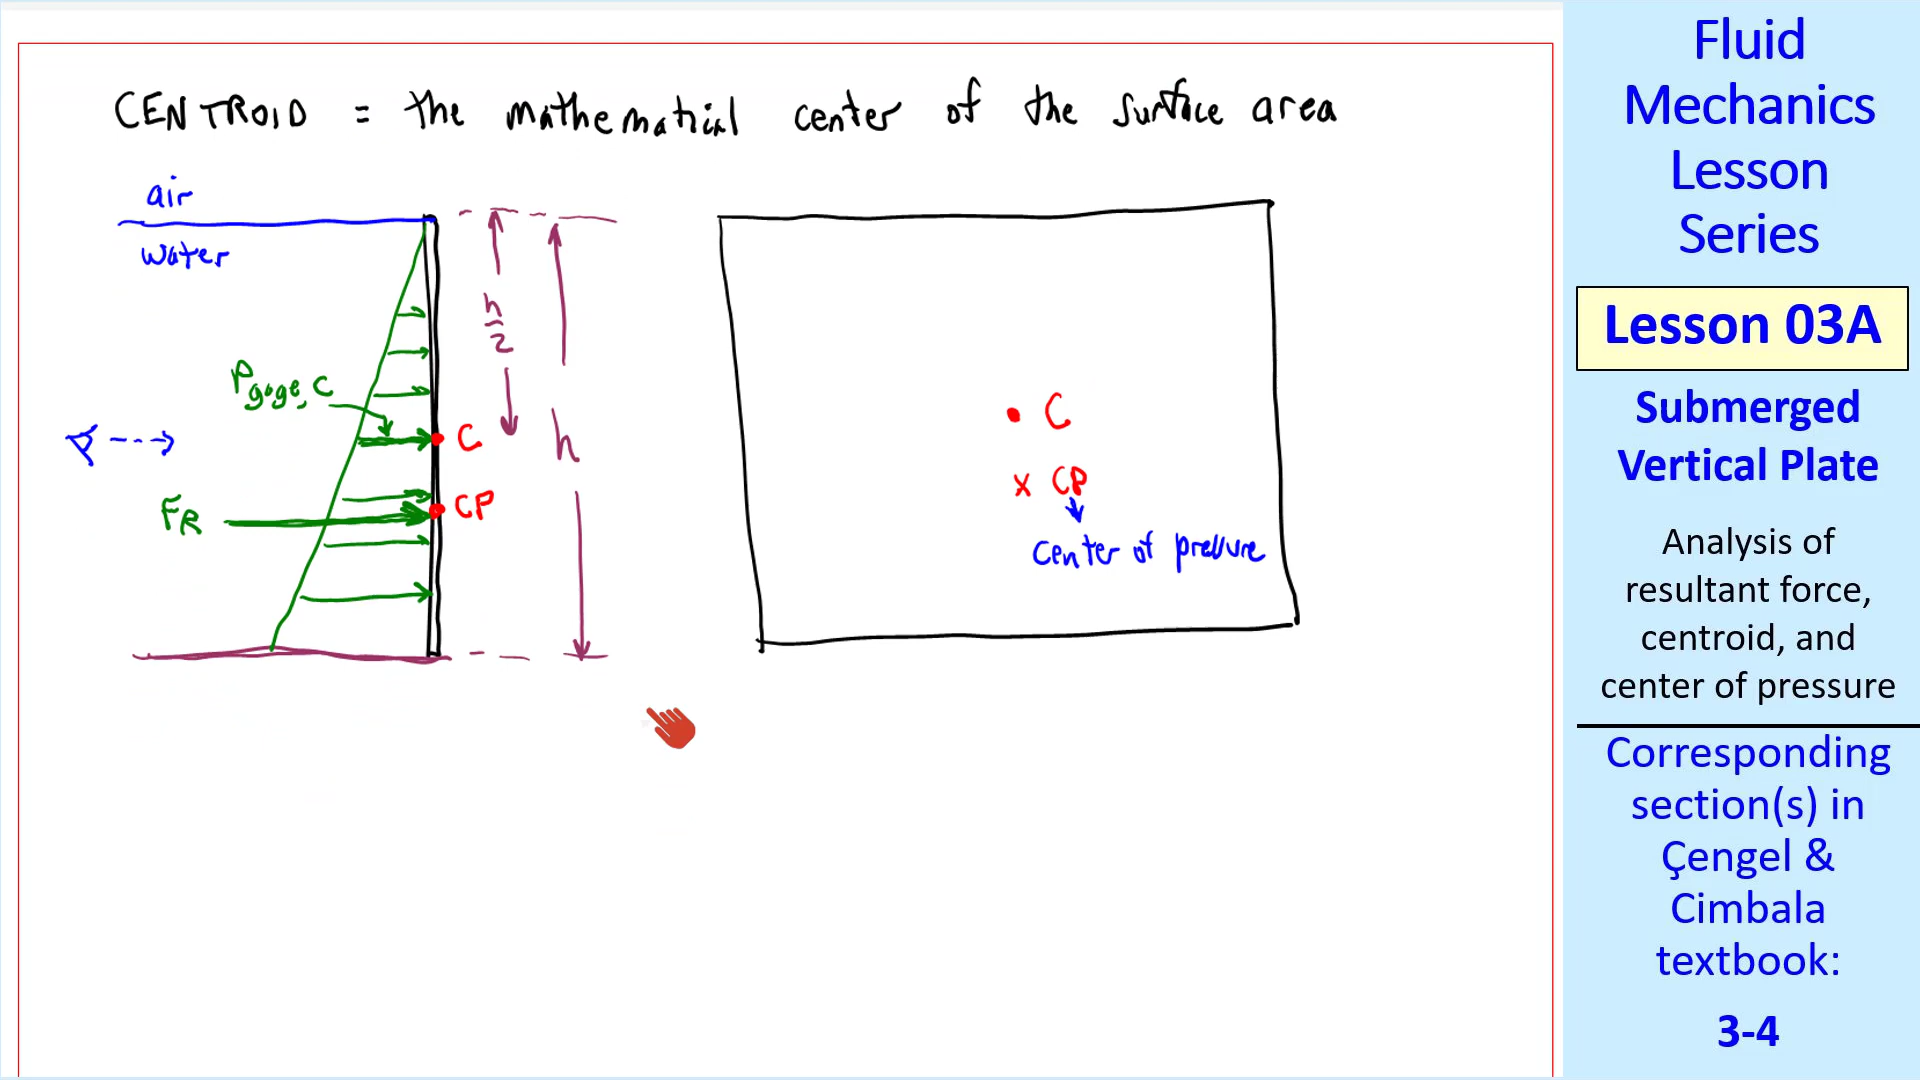 CENTROID = the mathematical center of the surface area
air
water
h/2
P gage, C
C
h
FR
CP
C
x CP
Center of pressure
Fluid
Mechanics
Lesson
Series
Lesson 03A
Submerged
Vertical Plate
Analysis of
resultant force,
centroid, and
center of pressure
Corresponding
section(s) in
Çengel &
Cimbala
textbook:
3-4